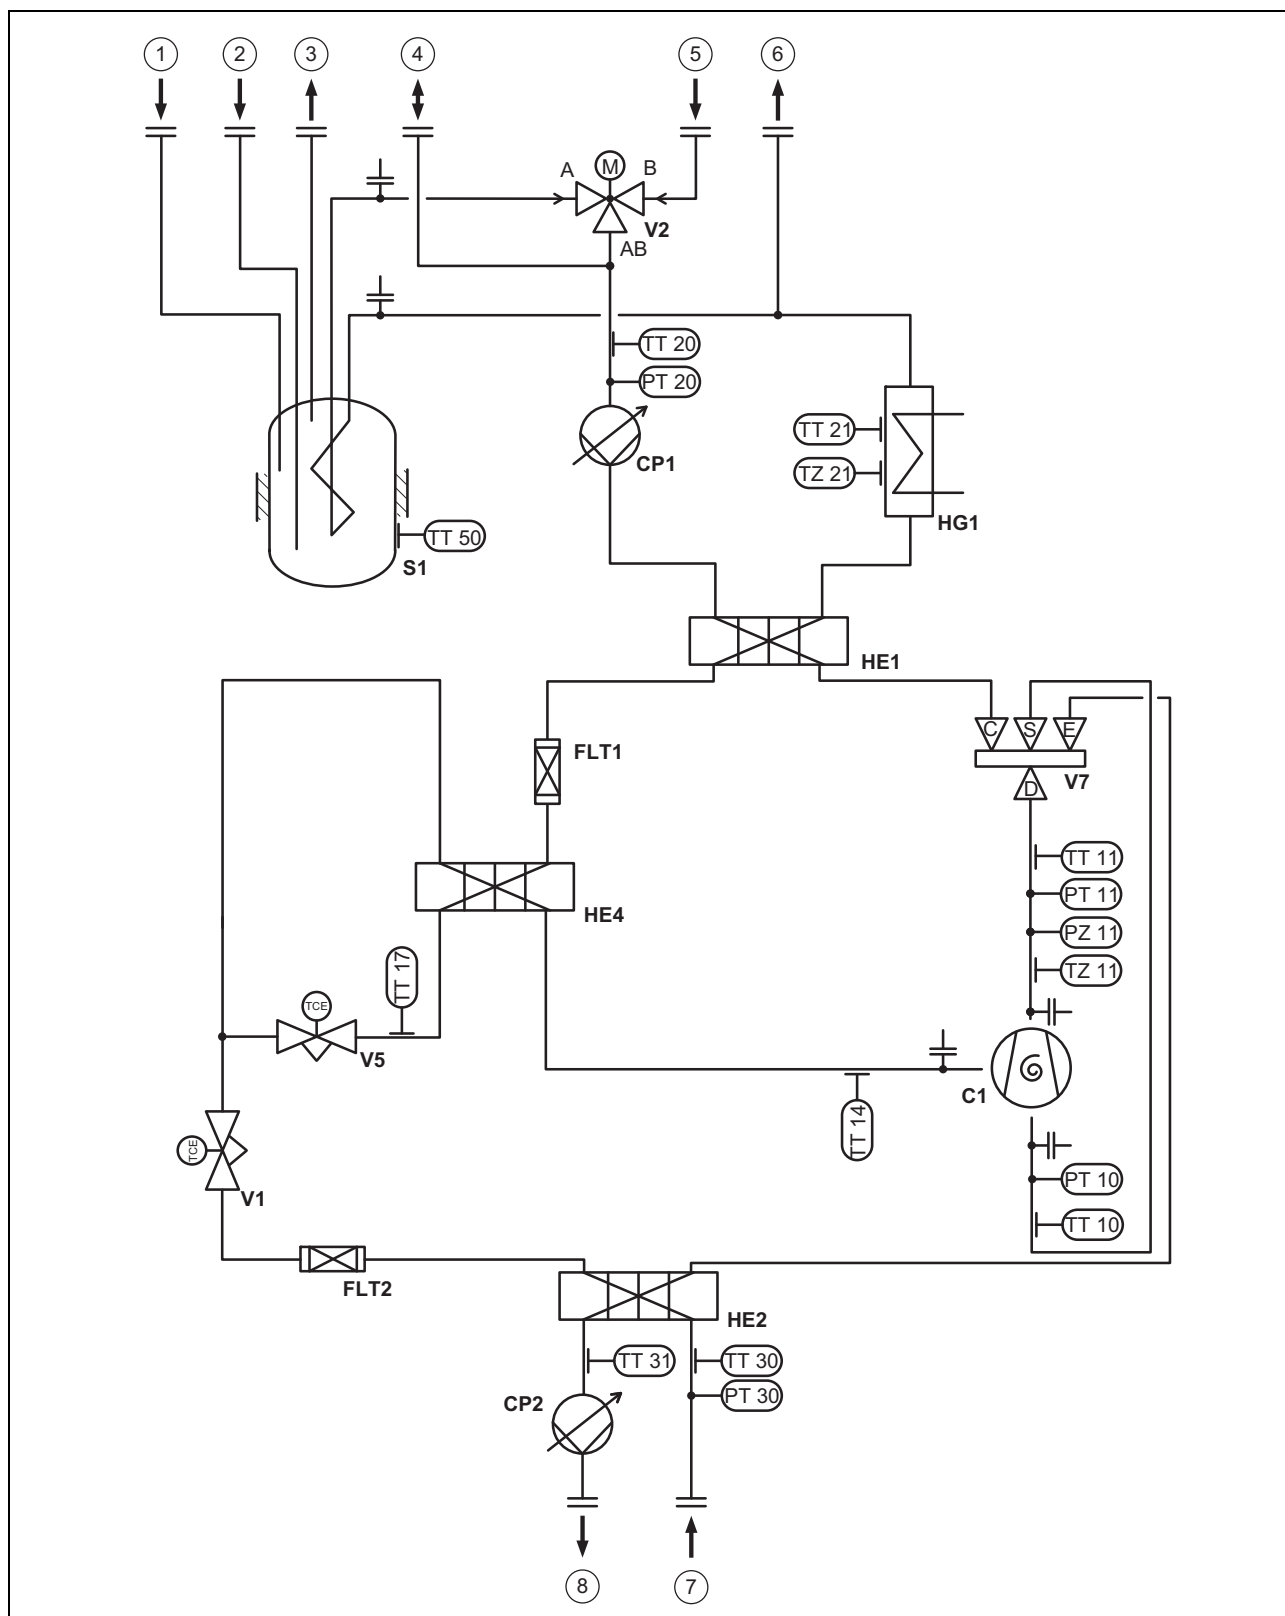 1
2
3
4
5
6
A
M
B
V2
AB
TT 20
PT 20
CP1
TT 21
TZ 21
HG1
TT 50
S1
HE1
FLT1
C
S
E
V7
D
TT 11
PT 11
PZ 11
TZ 11
HE4
TT 17
TCE
V5
C1
TT 14
TCE
V1
PT 10
TT 10
FLT2
HE2
TT 31
TT 30
PT 30
CP2
8
7